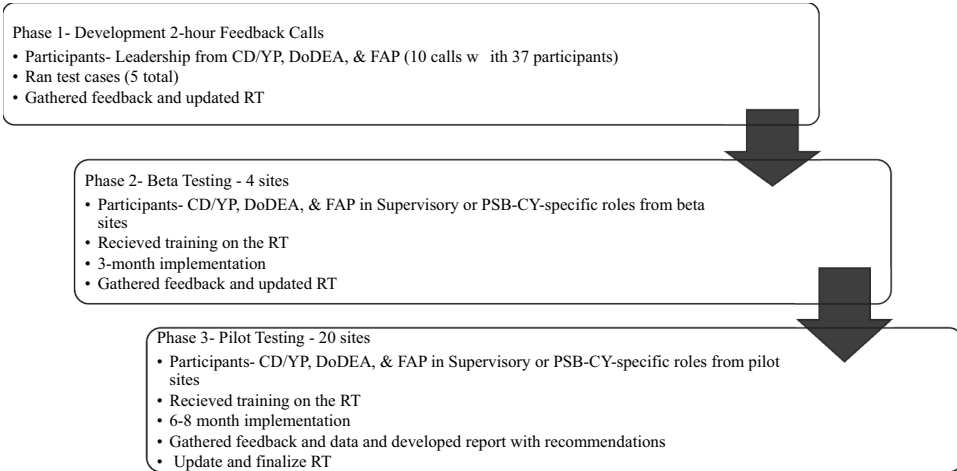 Phase 1- Development 2-hour Feedback Calls
• Participants- Leadership from CD/YP, DoDEA, & FAP (10 calls w ith 37 participants)
• Ran test cases (5 total)
• Gathered feedback and updated RT
Phase 2- Beta Testing - 4 sites
• Participants- CD/YP, DoDEA, & FAP in Supervisory or PSB-CY-specific roles from beta
sites
• Recieved training on the RT
• 3-month implementation
• Gathered feedback and updated RT
Phase 3- Pilot Testing - 20 sites
• Participants- CD/YP, DoDEA, & FAP in Supervisory or PSB-CY-specific roles from pilot
sites
• Recieved training on the RT
• 6-8 month implementation
• Gathered feedback and data and developed report with recommendations
• Update and finalize RT